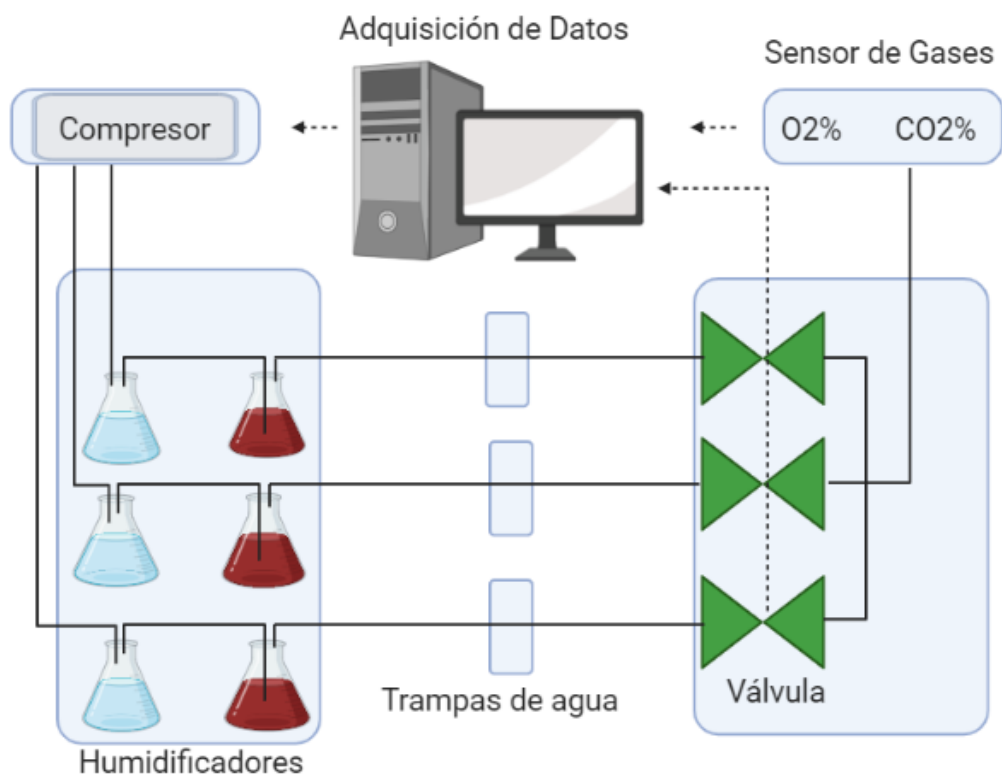 Adquisición de Datos
Sensor de Gases
Compresor
O2% CO2%
Trampas de agua
Válvula
Humidificadores